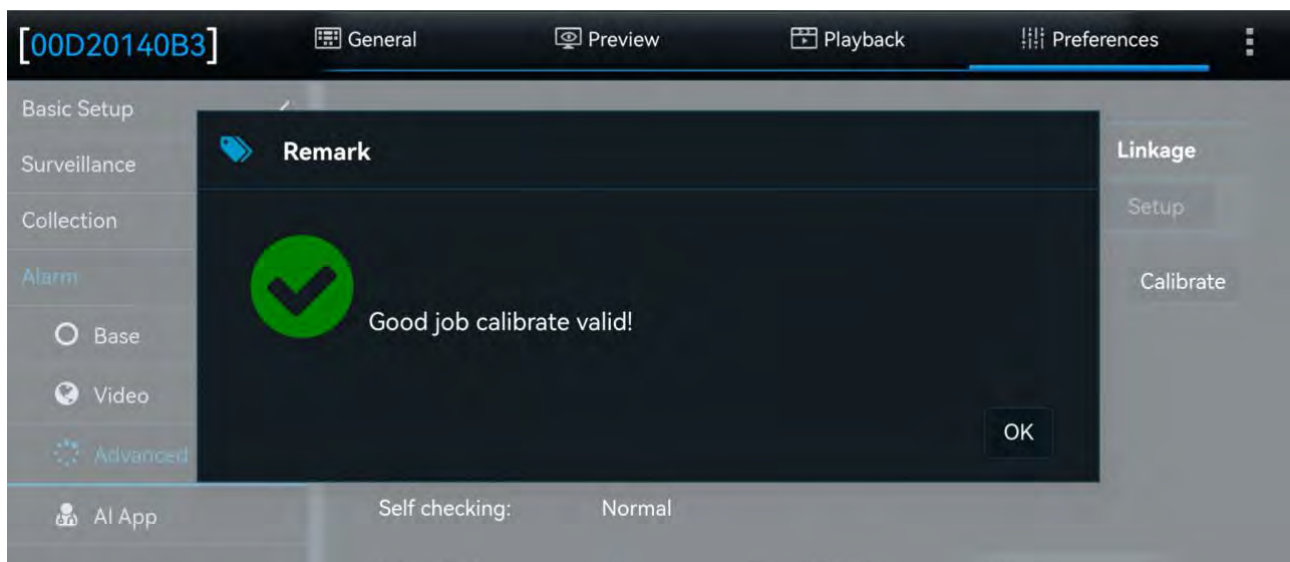 [00D20140B3] General Preview Playback Preferences
Basic Setup
Remark
Linkage
Surveillance
Collection
Setup
Alarm
Calibrate
Good job calibrate valid!
Base
Video
OK
Advanced
AI App
Self checking: Normal